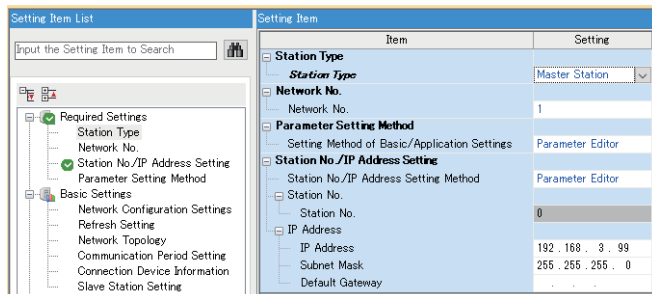 Setting Item List
Input the Setting Item to Search
Required Settings
Station Type
Network No.
Station No./IP Address Setting
Parameter Setting Method
Basic Settings
Network Configuration Settings
Refresh Setting
Network Topology
Communication Period Setting
Connection Device Information
Slave Station Setting
Setting Item
Item Setting
Station Type
Station Type Master Station
Network No.
Network No. 1
Parameter Setting Method
Setting Method of Basic/Application Settings Parameter Editor
Station No./IP Address Setting
Station No./IP Address Setting Method Parameter Editor
Station No.
Station No. 0
IP Address
IP Address 192 . 168 . 3 . 99
Subnet Mask 255 . 255 . 255 . 0
Default Gateway . . .